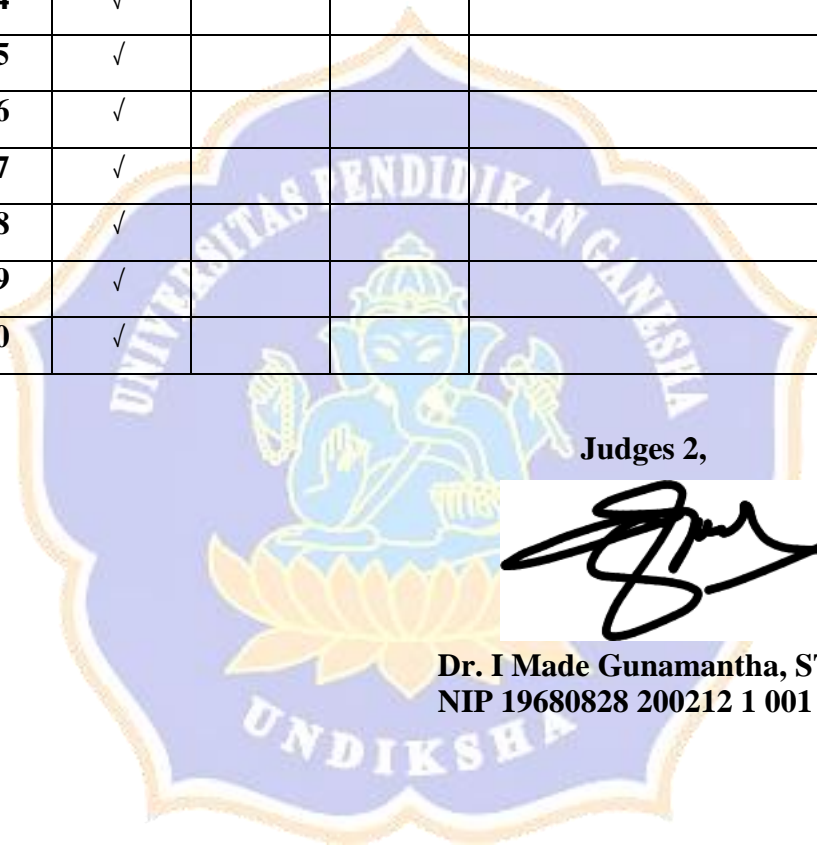 4 √
5 √
6 √
7 √
8 √
9 √
0 √
UNIVERSITAS PENDIDIKAN GANESHA
Judges 2,
Dr. I Made Gunamantha, S
NIP 19680828 200212 1 001
UNDIKSHA